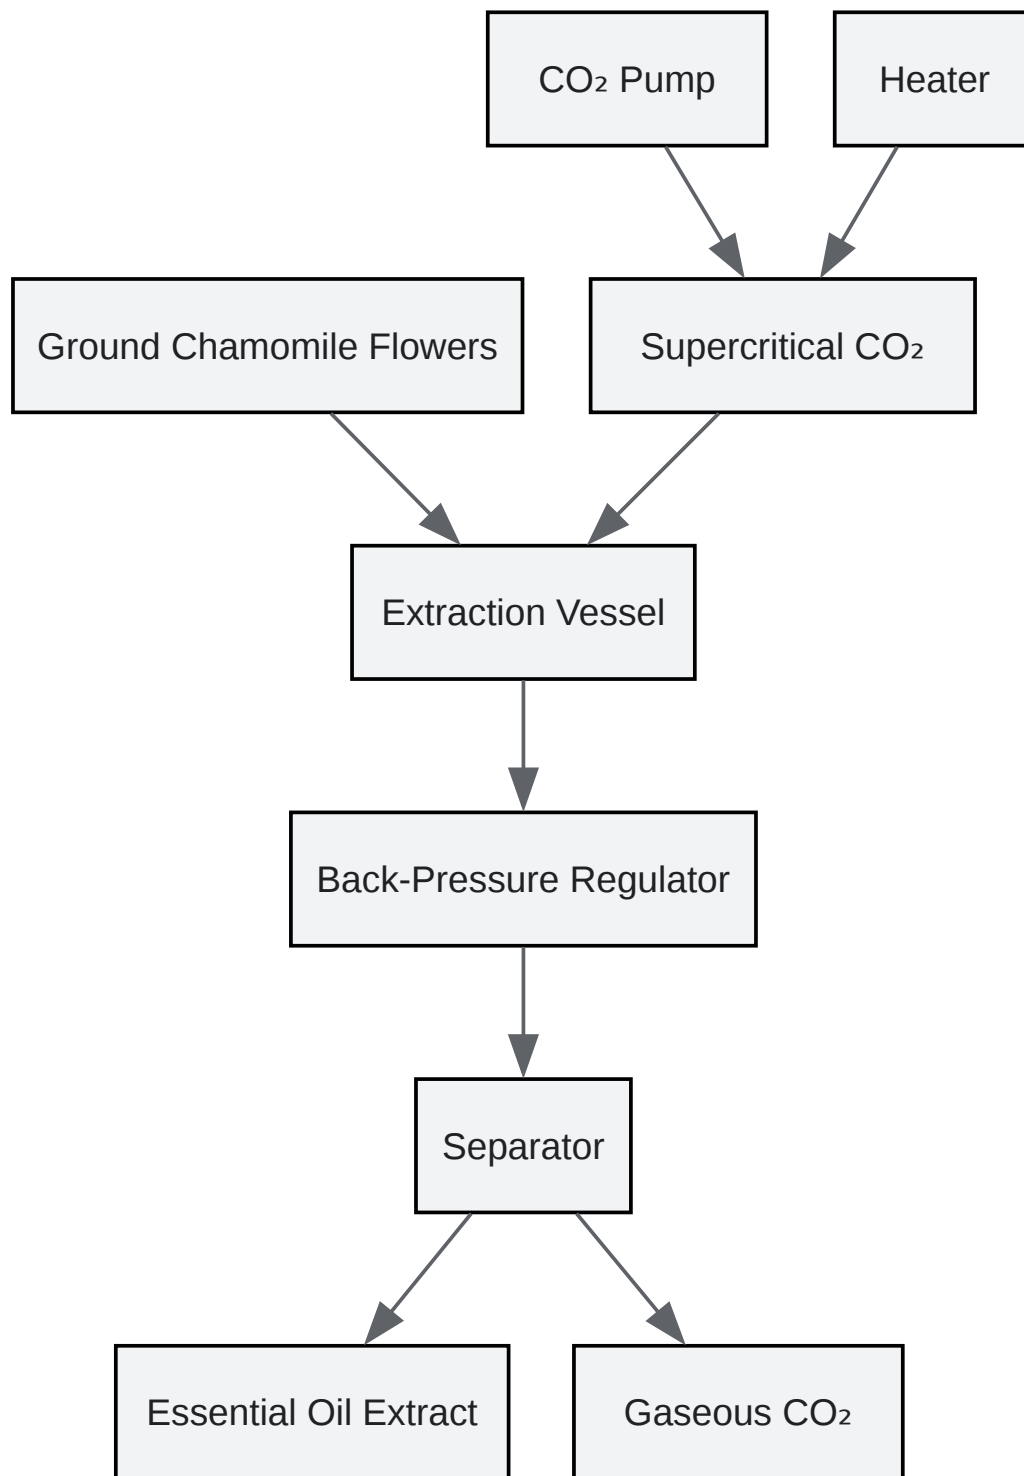 CO₂ Pump
Heater
Ground Chamomile Flowers
Supercritical CO₂
Extraction Vessel
Back-Pressure Regulator
Separator
Essential Oil Extract
Gaseous CO₂